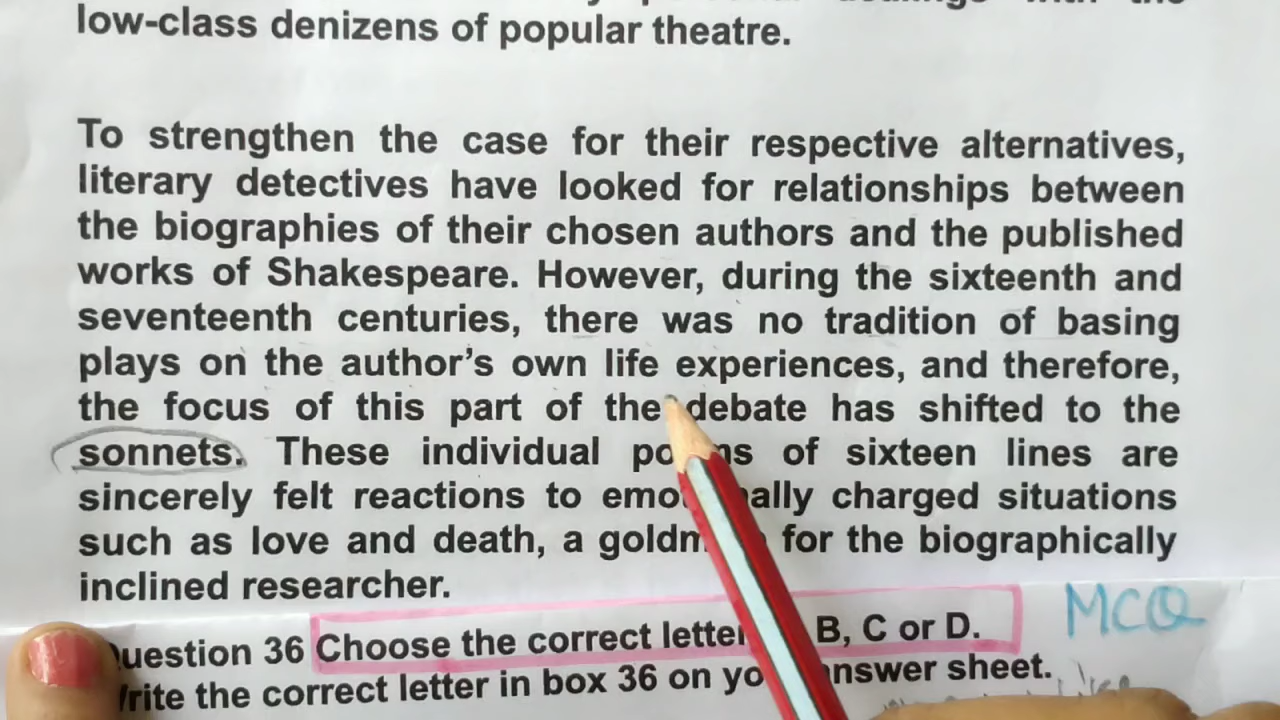 low-class denizens of popular theatre.
To strengthen the case for their respective alternatives,
literary detectives have looked for relationships between
the biographies of their chosen authors and the published
works of Shakespeare. However, during the sixteenth and
seventeenth centuries, there was no tradition of basing
plays on the author's own life experiences, and therefore,
the focus of this part of the debate has shifted to the
sonnets. These individual of sixteen lines are
sincerely felt reactions to charged situations
such as love and death, a for the biographically
inclined researcher.
Question 36 Choose the correct letter B, C or D.
Write the correct letter in box 36 on answer sheet.
MCQ